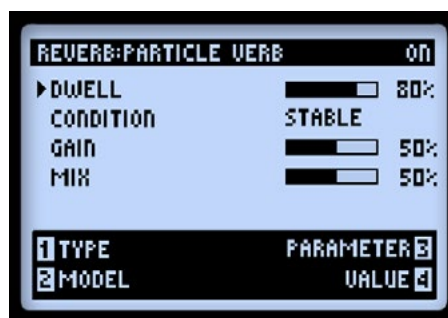 REVERB:PARTICLE VERB ON
DWELL 80%
CONDITION STABLE
GAIN 50%
MIX 50%
1 TYPE PARAMETER 3
2 MODEL VALUE 4